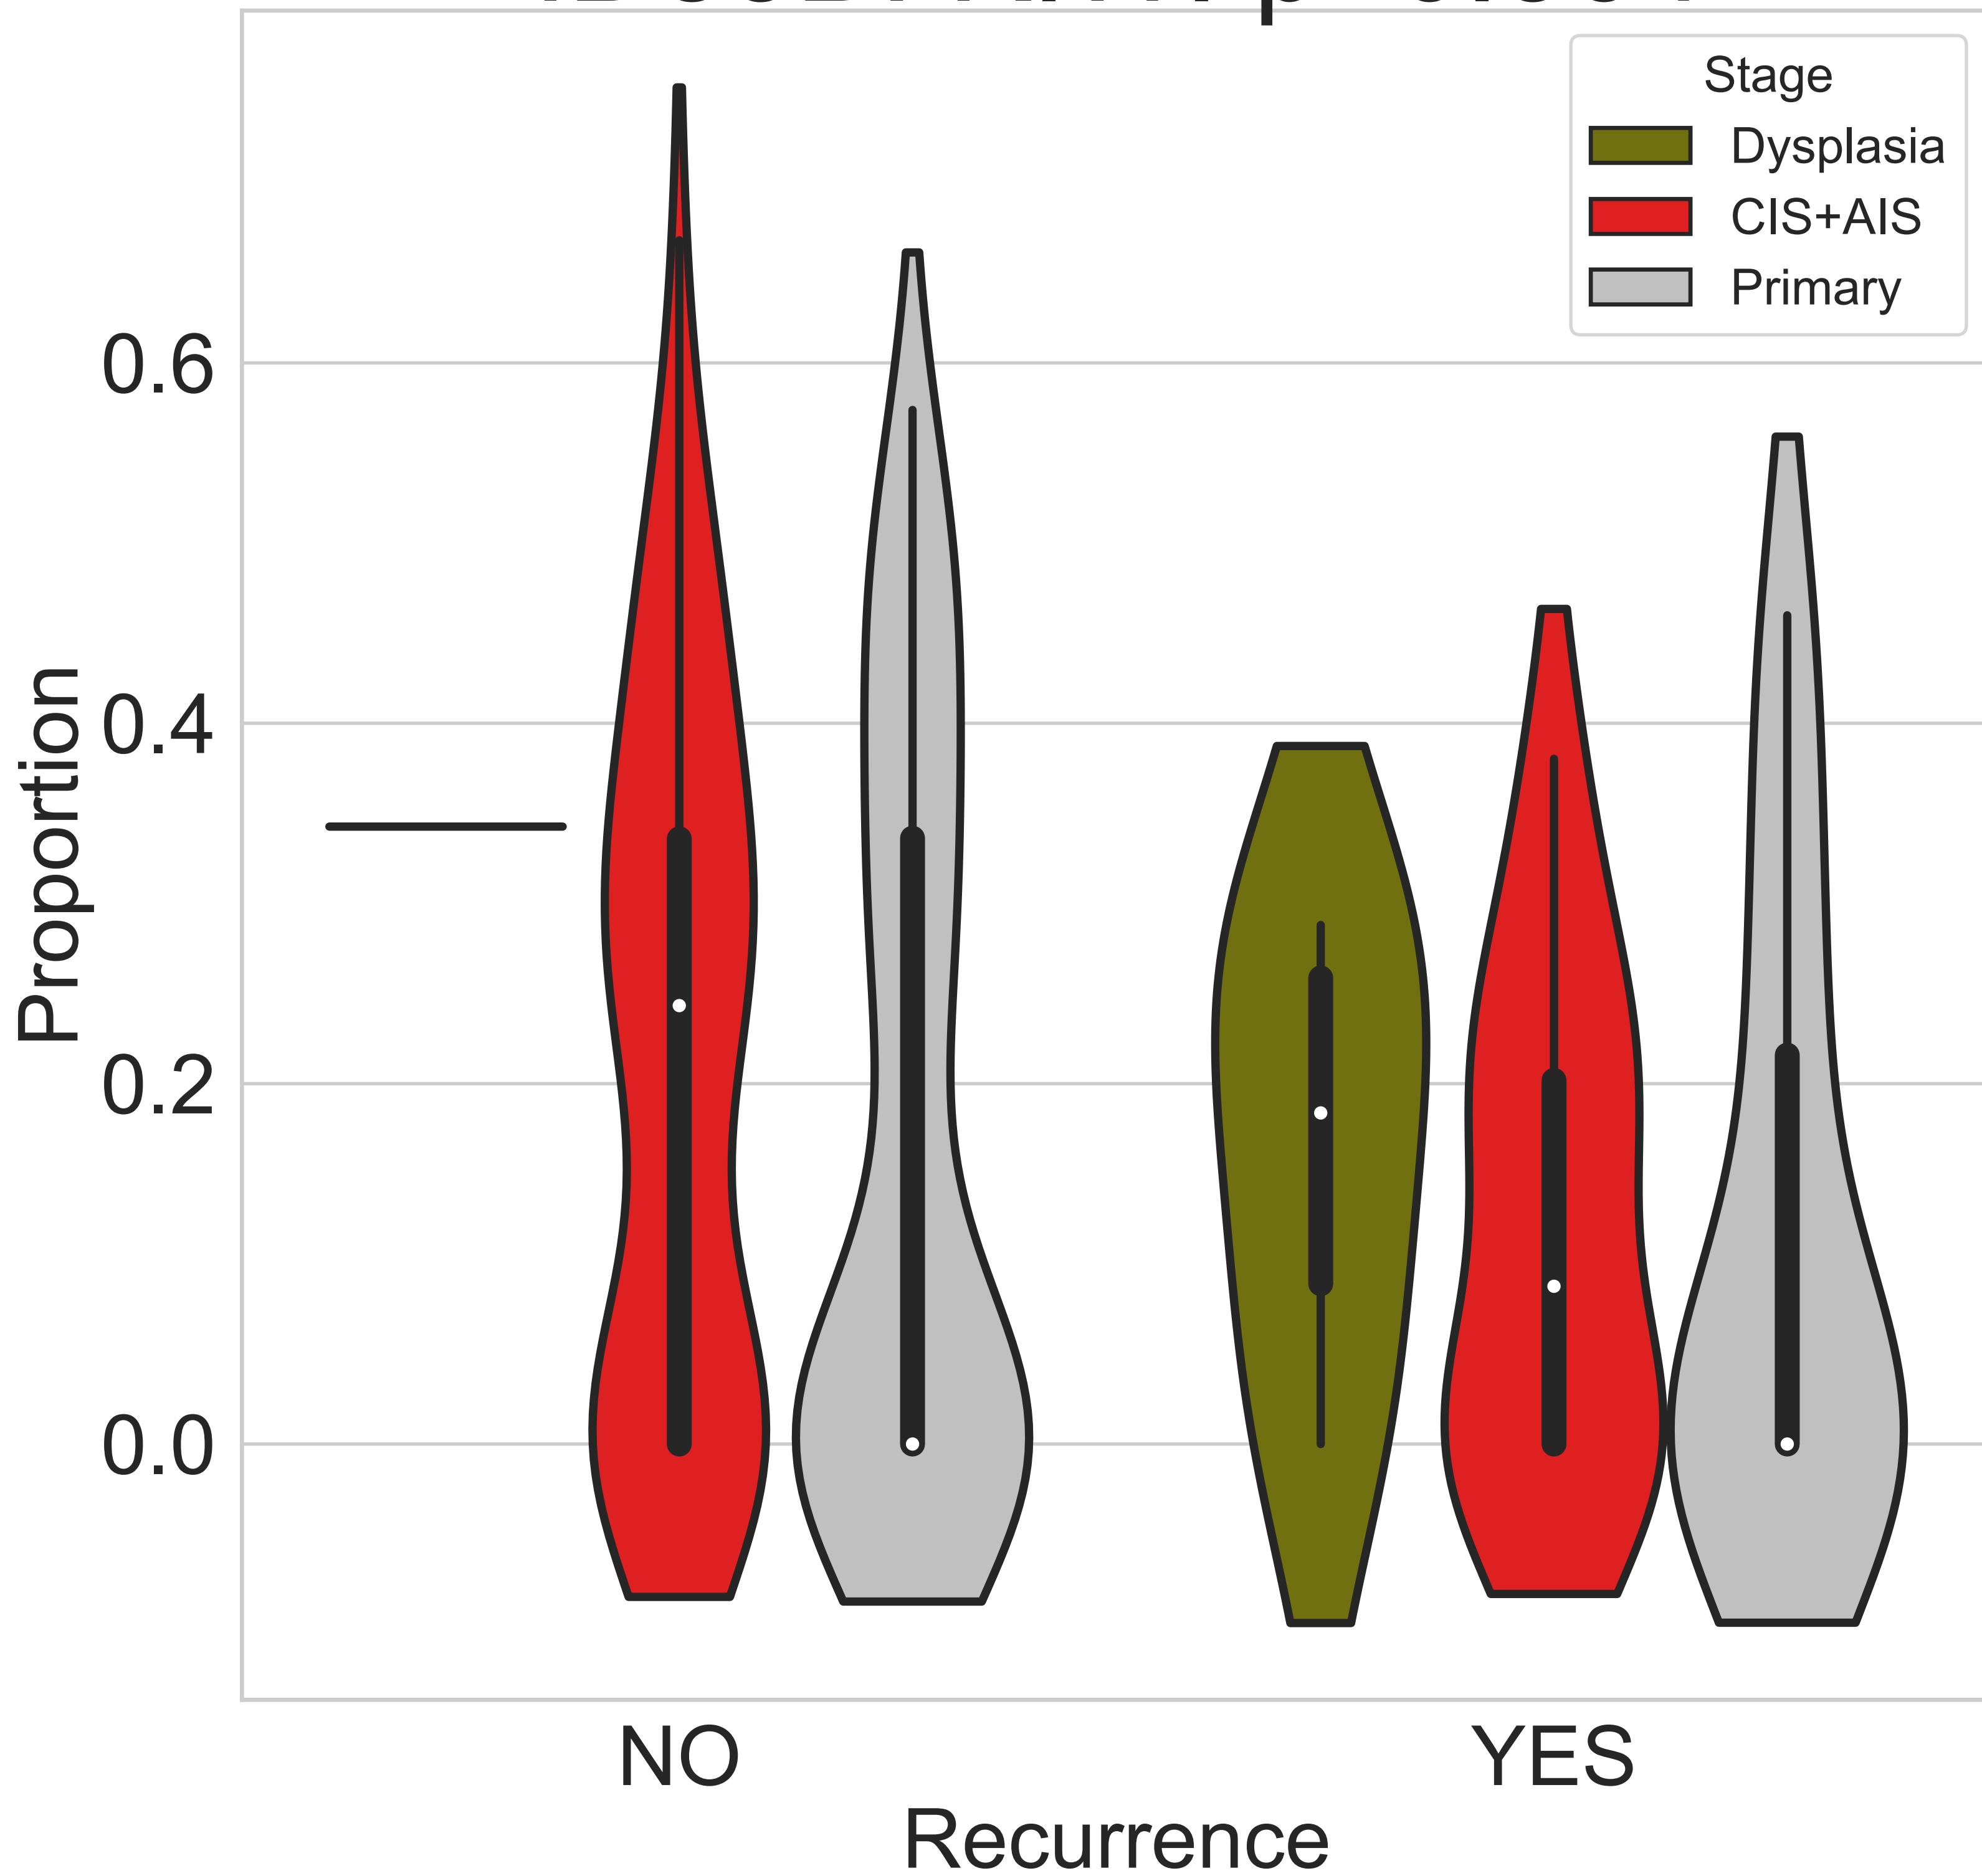 Stage
Dysplasia
CIS+AIS
Primary
0.6
0.4
0.2
0.0
Proportion
NO
YES
Recurrence